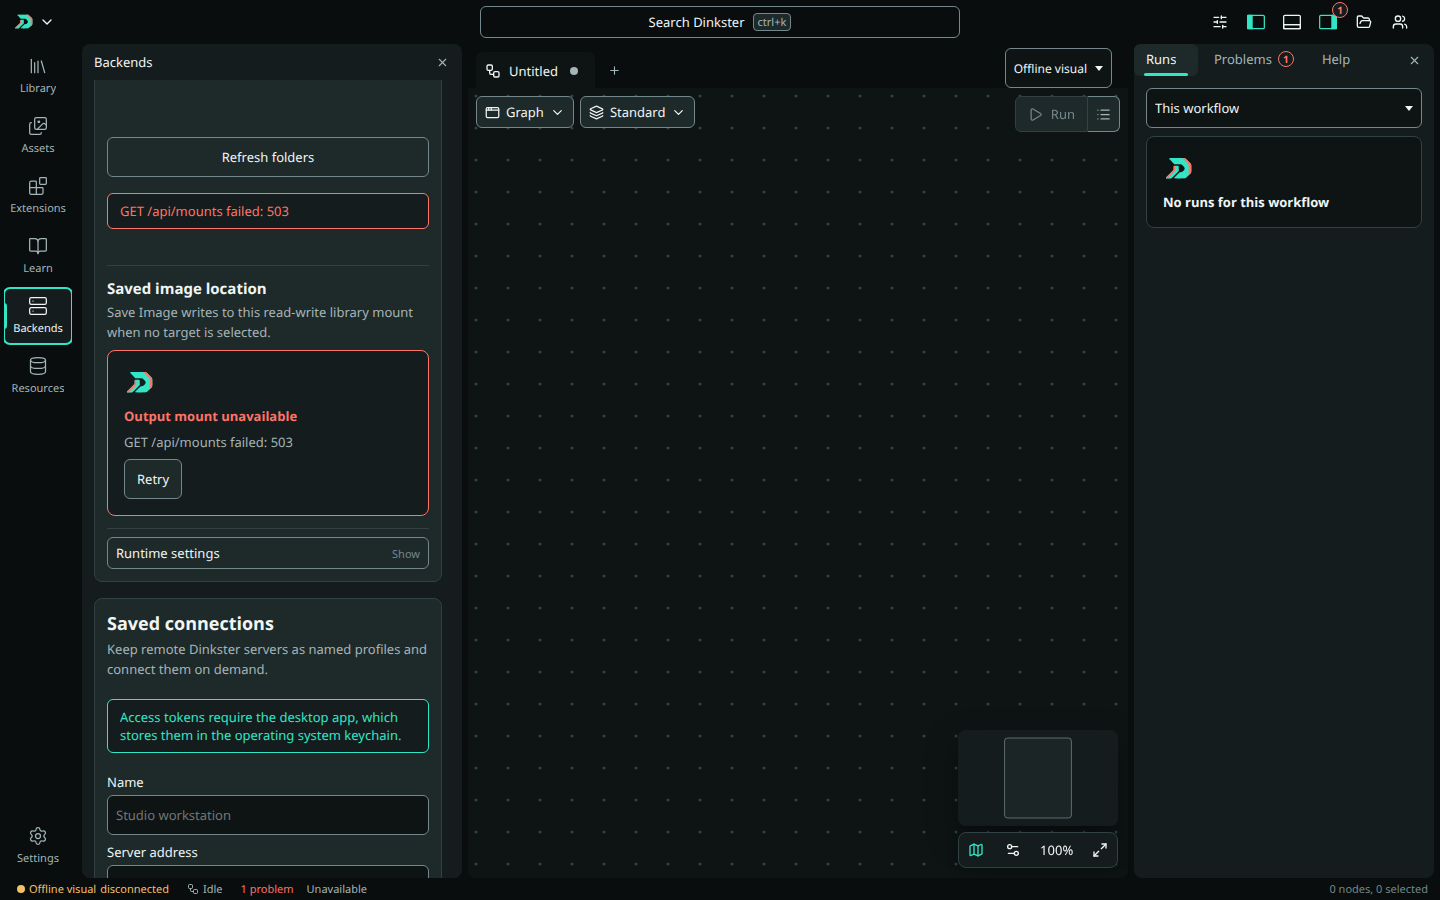 Search Dinkster ctrl+k
1
Library
Assets
Extensions
Learn
Backends
Resources
Settings
Backends
Refresh folders
GET /api/mounts failed: 503
Saved image location
Save Image writes to this read-write library mount
when no target is selected.
Output mount unavailable
GET /api/mounts failed: 503
Retry
Runtime settings Show
Saved connections
Keep remote Dinkster servers as named profiles and
connect them on demand.
Access tokens require the desktop app, which
stores them in the operating system keychain.
Name
Studio workstation
Server address
Untitled
Offline visual
Graph
Standard
Run
100%
Runs
Problems 1
Help
This workflow
No runs for this workflow
Offline visual disconnected
Idle
1 problem
Unavailable
0 nodes, 0 selected